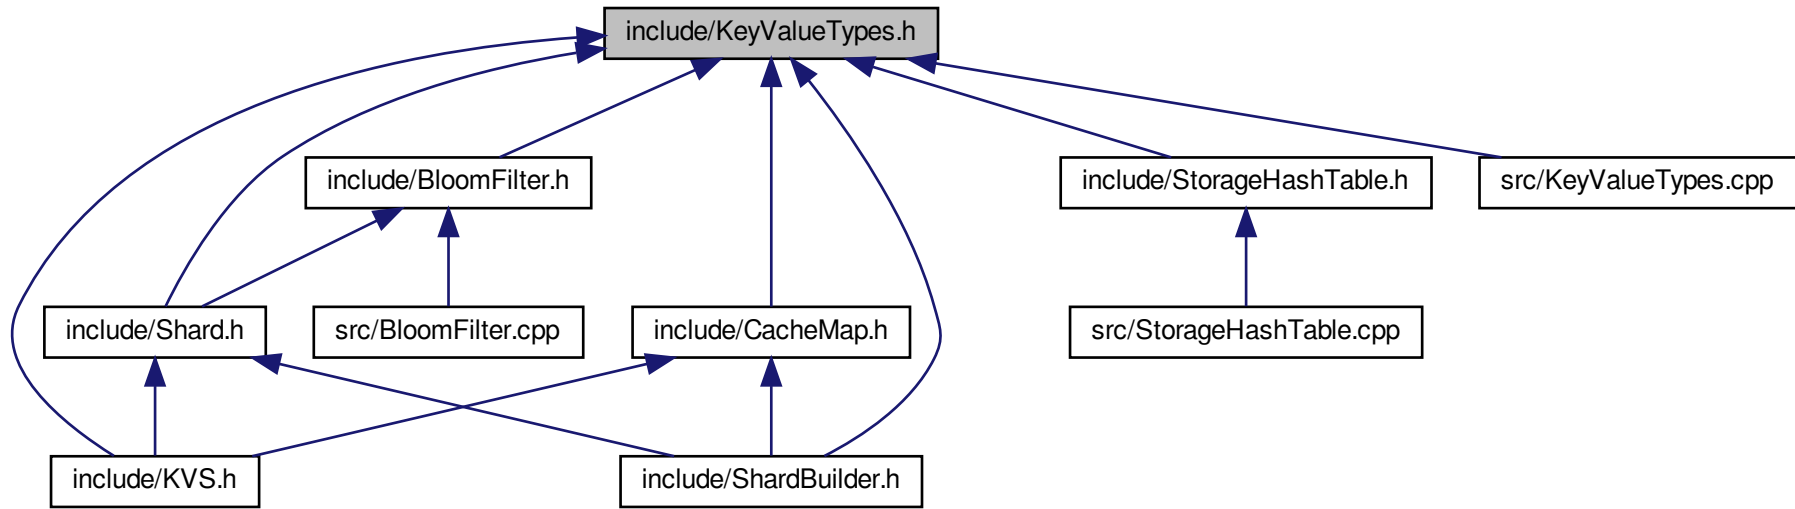 include/KeyValueTypes.h
include/BloomFilter.h
include/StorageHashTable.h
src/KeyValueTypes.cpp
include/Shard.h
src/BloomFilter.cpp
include/CacheMap.h
src/StorageHashTable.cpp
include/KVS.h
include/ShardBuilder.h